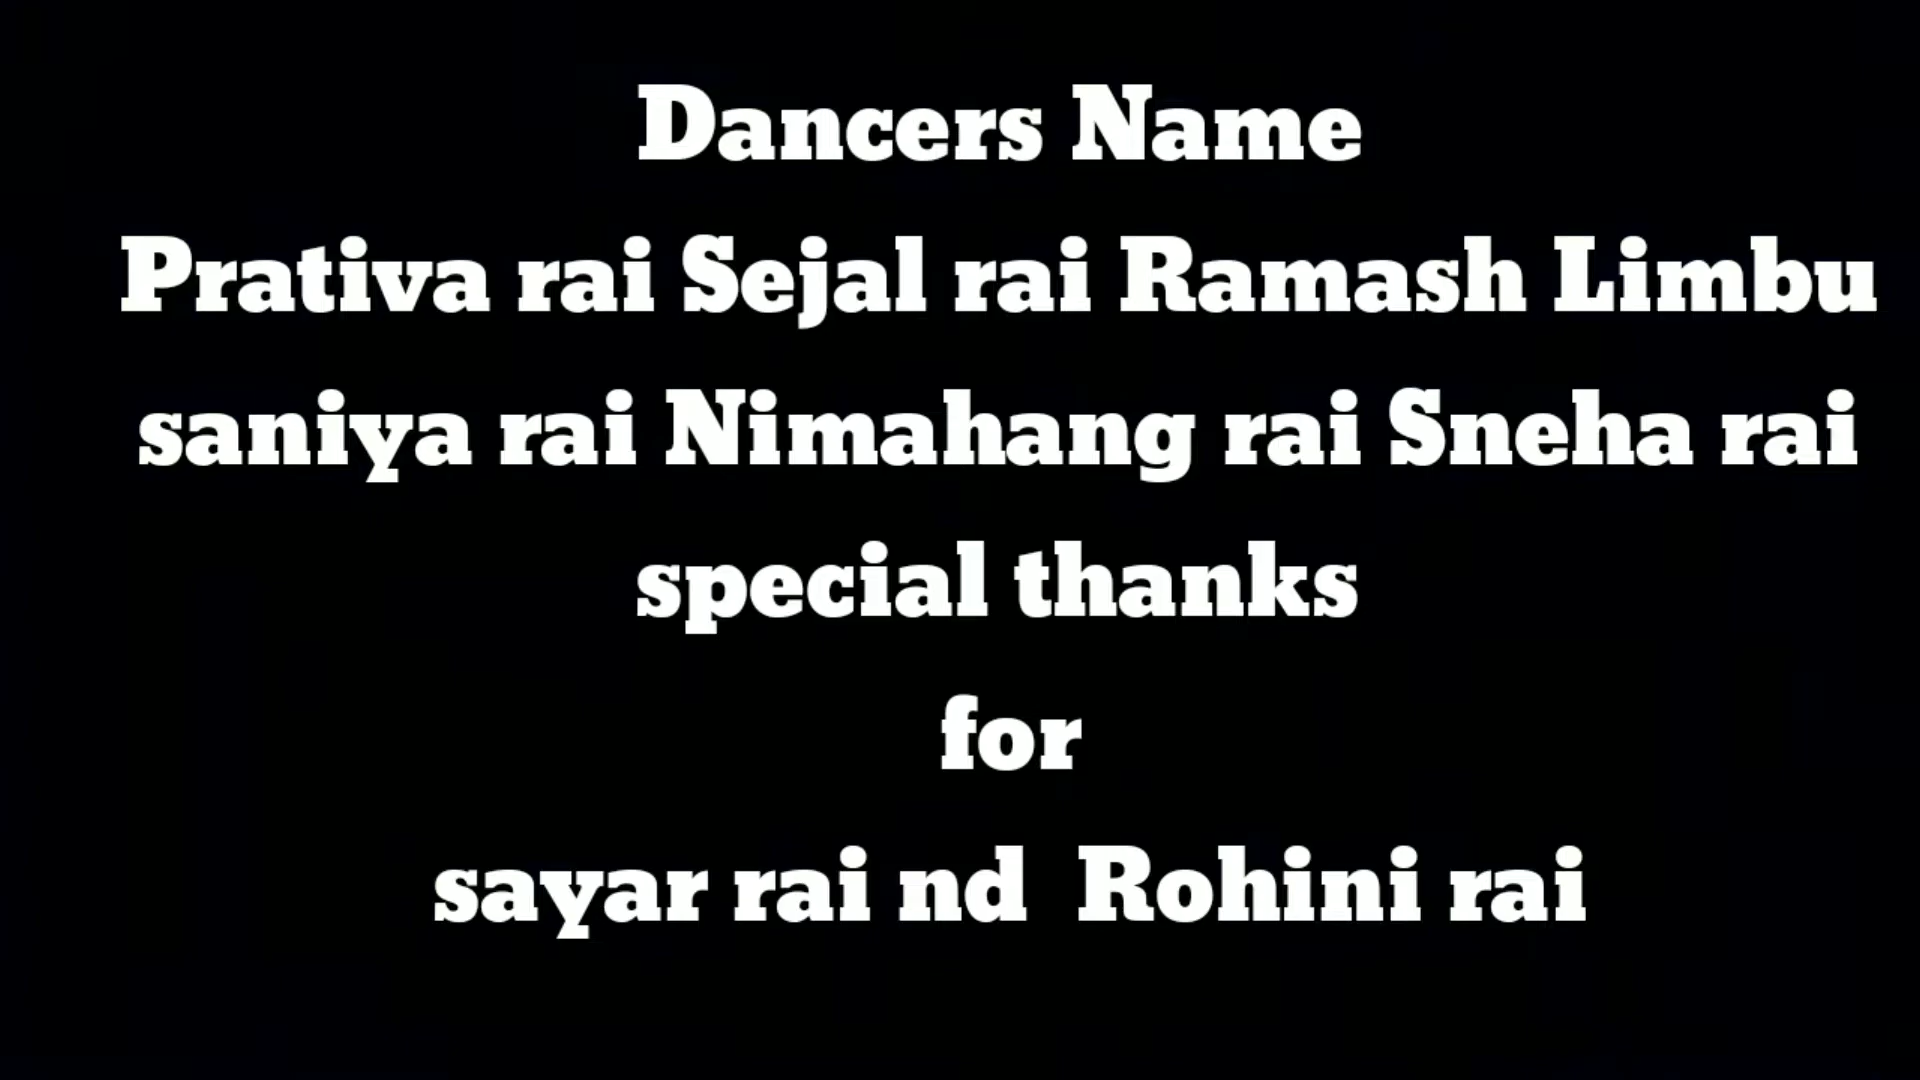 Dancers Name
Prativa rai Sejal rai Ramash Limbu
saniya rai Nimahang rai Sneha rai
special thanks
for
sayar rai nd Rohini rai